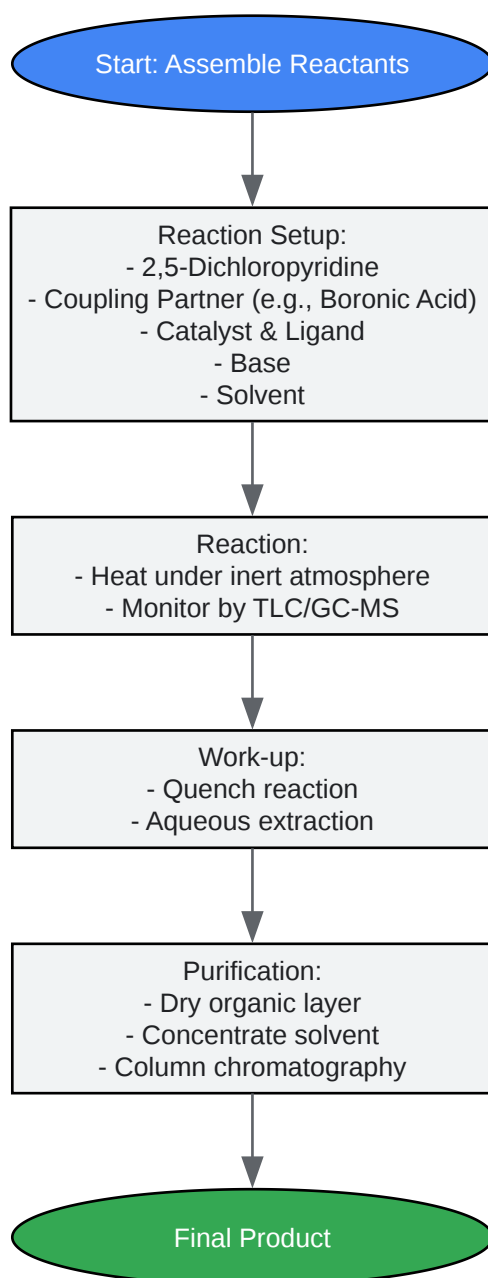 Start: Assemble Reactants
Reaction Setup:
- 2,5-Dichloropyridine
- Coupling Partner (e.g., Boronic Acid)
- Catalyst & Ligand
- Base
- Solvent
Reaction:
- Heat under inert atmosphere
- Monitor by TLC/GC-MS
Work-up:
- Quench reaction
- Aqueous extraction
Purification:
- Dry organic layer
- Concentrate solvent
- Column chromatography
Final Product